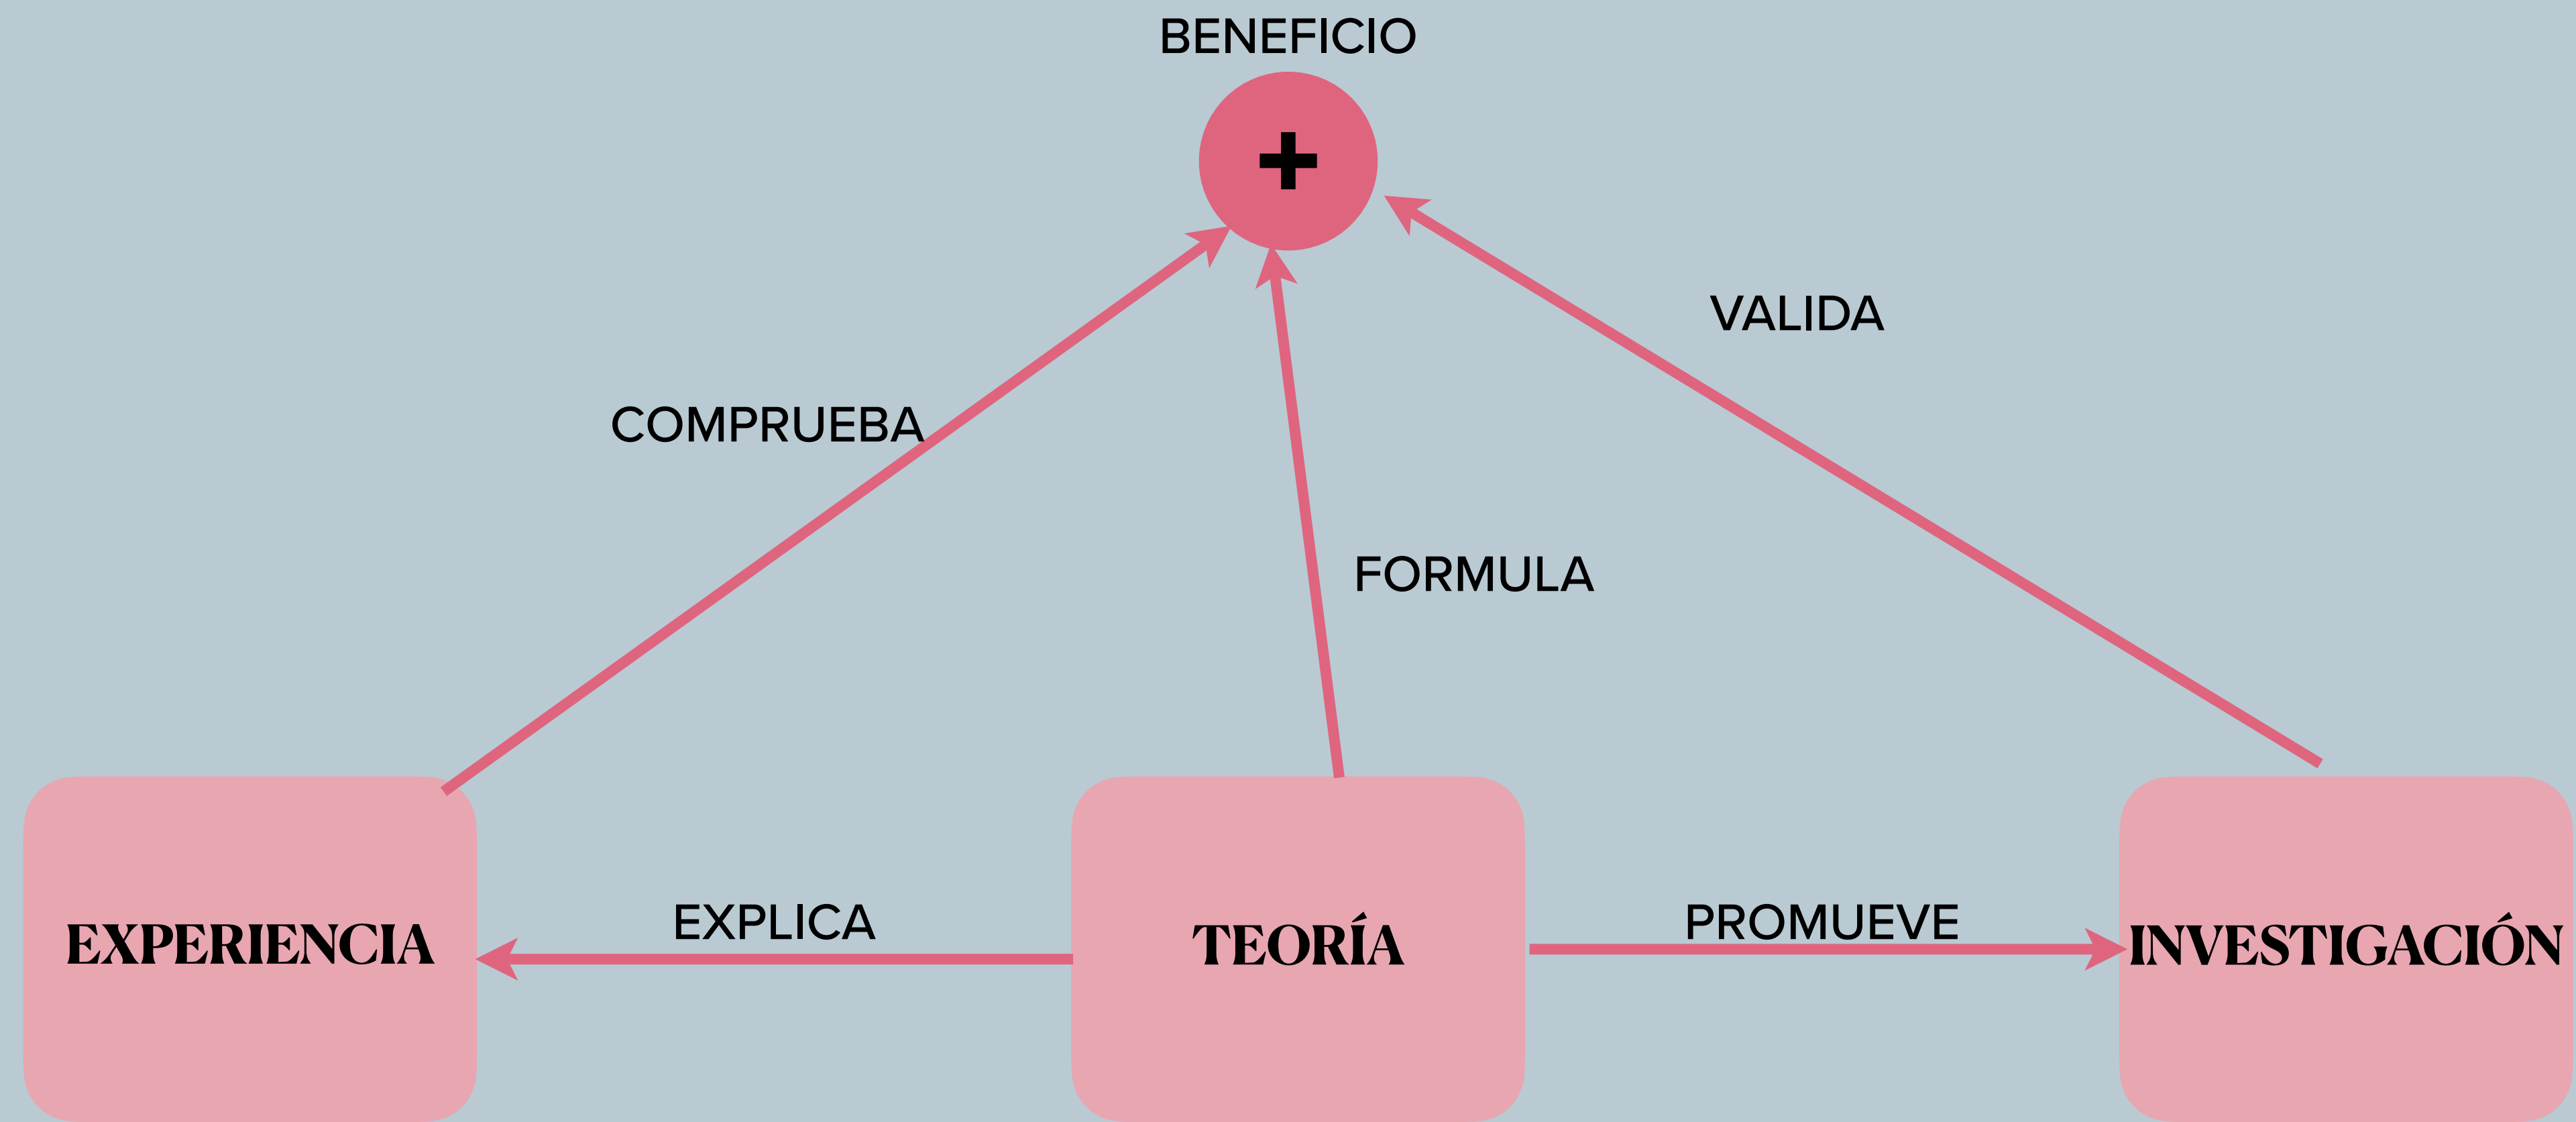 BENEFICIO
+
VALIDA
COMPRUEBA
FORMULA
EXPLICA
PROMUEVE
EXPERIENCIA
TEORÍA
INVESTIGACIÓN